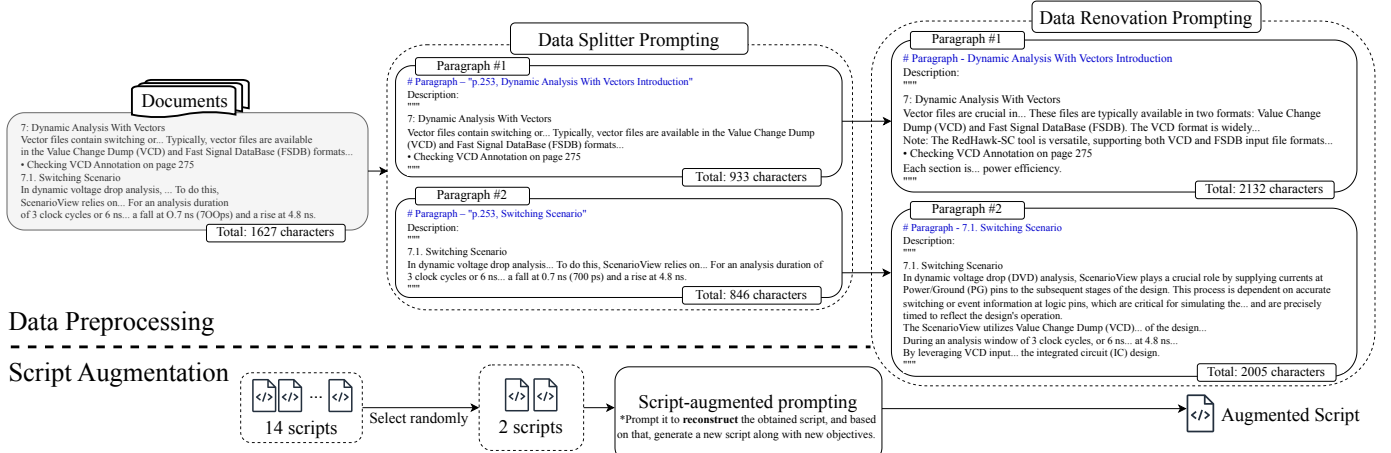 Data Renovation Prompting
Data Splitter Prompting
Documents
7: Dynamic Analysis With Vectors
Vector files contain switching or... Typically, vector files are available
in the Value Change Dump (VCD) and Fast Signal DataBase (FSDB) formats...
• Checking VCD Annotation on page 275
7.1. Switching Scenario
In dynamic voltage drop analysis, ... To do this,
ScenarioView relies on... For an analysis duration
of 3 clock cycles or 6 ns... a fall at O.7 ns (7OOps) and a rise at 4.8 ns.
Total: 1627 characters
Paragraph #1
# Paragraph – "p.253, Dynamic Analysis With Vectors Introduction"
Description:
"""
7: Dynamic Analysis With Vectors
Vector files contain switching or... Typically, vector files are available in the Value Change Dump
(VCD) and Fast Signal DataBase (FSDB) formats...
• Checking VCD Annotation on page 275
"""
Total: 933 characters
Paragraph #2
# Paragraph – "p.253, Switching Scenario"
Description:
"""
7.1. Switching Scenario
In dynamic voltage drop analysis... To do this, ScenarioView relies on... For an analysis duration of
3 clock cycles or 6 ns... a fall at 0.7 ns (700 ps) and a rise at 4.8 ns.
"""
Total: 846 characters
Paragraph #1
# Paragraph - Dynamic Analysis With Vectors Introduction
Description:
"""
7: Dynamic Analysis With Vectors
Vector files are crucial in... These files are typically available in two formats: Value Change
Dump (VCD) and Fast Signal DataBase (FSDB). The VCD format is widely...
Note: The RedHawk-SC tool is versatile, supporting both VCD and FSDB input file formats...
• Checking VCD Annotation on page 275
Each section is... power efficiency.
"""
Total: 2132 characters
Paragraph #2
# Paragraph - 7.1. Switching Scenario
Description:
"""
7.1. Switching Scenario
In dynamic voltage drop (DVD) analysis, ScenarioView plays a crucial role by supplying currents at
Power/Ground (PG) pins to the subsequent stages of the design. This process is dependent on accurate
switching or event information at logic pins, which are critical for simulating the... and are precisely
timed to reflect the design's operation.
The ScenarioView utilizes Value Change Dump (VCD)... of the design...
During an analysis window of 3 clock cycles, or 6 ns... at 4.8 ns...
By leveraging VCD input... the integrated circuit (IC) design.
"""
Total: 2005 characters
Data Preprocessing
Script Augmentation
</> </> ... </>
14 scripts
Select randomly
</> </>
2 scripts
Script-augmented prompting
*Prompt it to reconstruct the obtained script, and based
on that, generate a new script along with new objectives.
</> Augmented Script